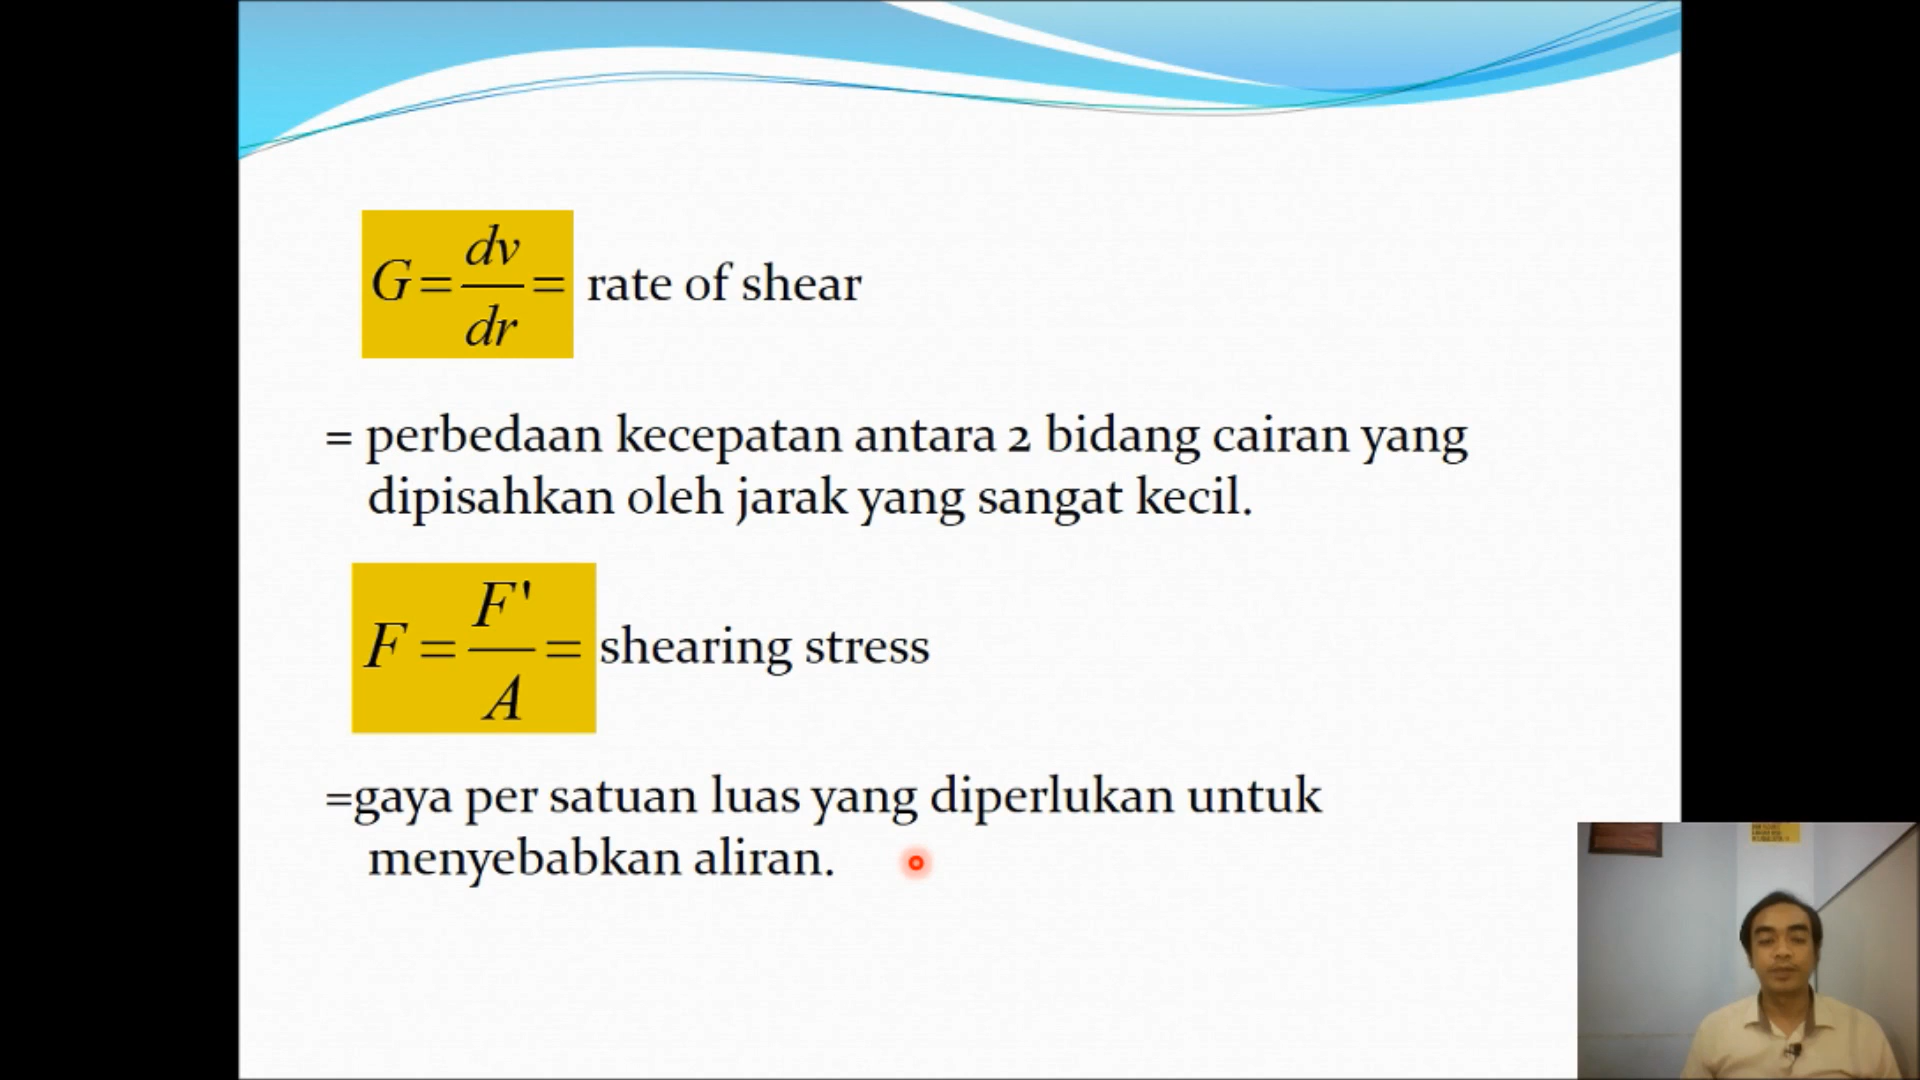 G = dv/dr = rate of shear
= perbedaan kecepatan antara 2 bidang cairan yang
dipisahkan oleh jarak yang sangat kecil.
F = F'/A = shearing stress
=gaya per satuan luas yang diperlukan untuk
menyebabkan aliran.